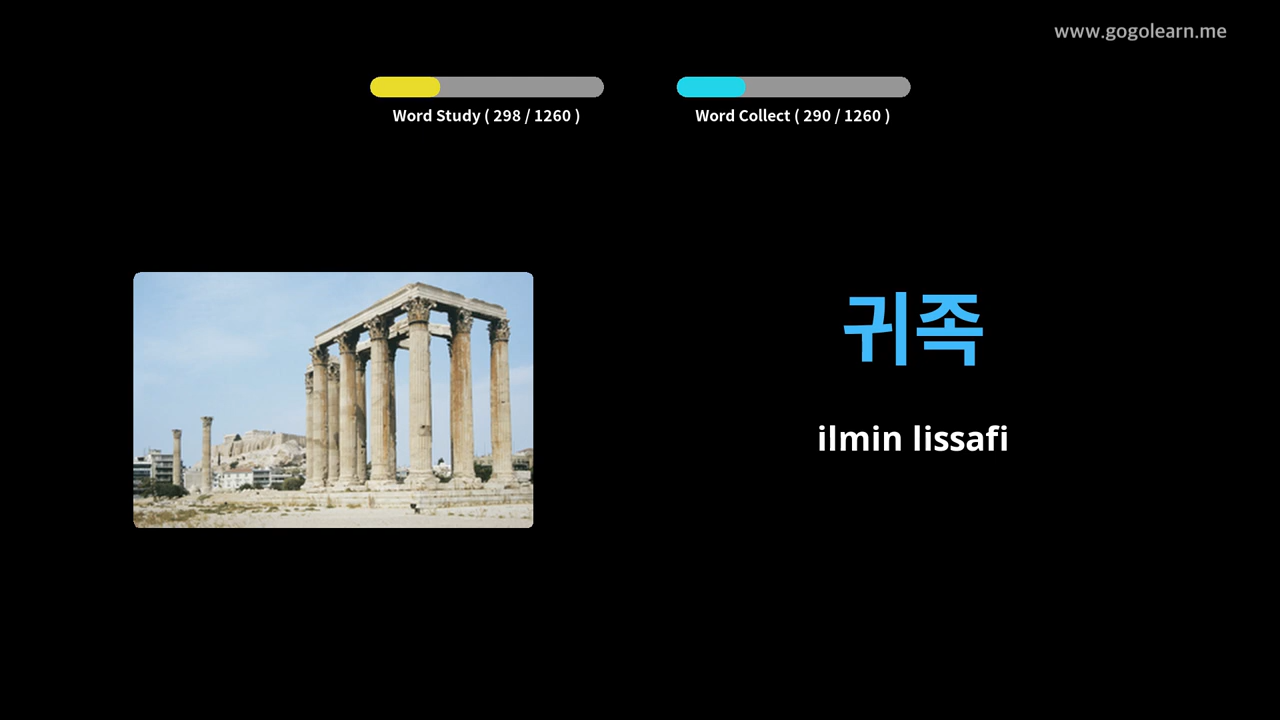 www.gogolearn.me
Word Study ( 298 / 1260 )
Word Collect ( 290 / 1260 )
귀족
ilmin lissafi